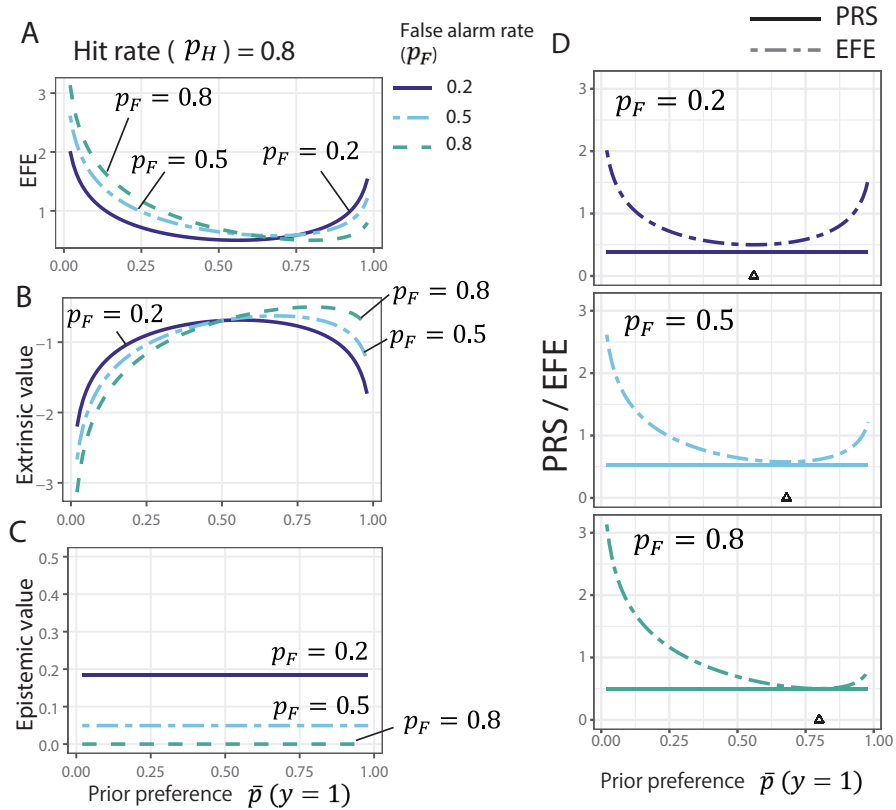 A
Hit rate ( p_H ) = 0.8
False alarm rate
(p_F)
0.2
0.5
0.8
p_F = 0.8
p_F = 0.5
p_F = 0.2
EFE
3
2
1
0.00
0.25
0.50
0.75
1.00
B
p_F = 0.2
p_F = 0.8
p_F = 0.5
Extrinsic value
−1
−2
−3
0.00
0.25
0.50
0.75
1.00
C
p_F = 0.2
p_F = 0.5
p_F = 0.8
Epistemic value
0.5
0.4
0.3
0.2
0.1
0.0
0.00
0.25
0.50
0.75
1.00
Prior preference p̄ (y = 1)
D
PRS
EFE
p_F = 0.2
3
2
1
0
p_F = 0.5
3
2
1
0
PRS / EFE
p_F = 0.8
3
2
1
0
0.00
0.25
0.50
0.75
1.00
Prior preference p̄ (y = 1)